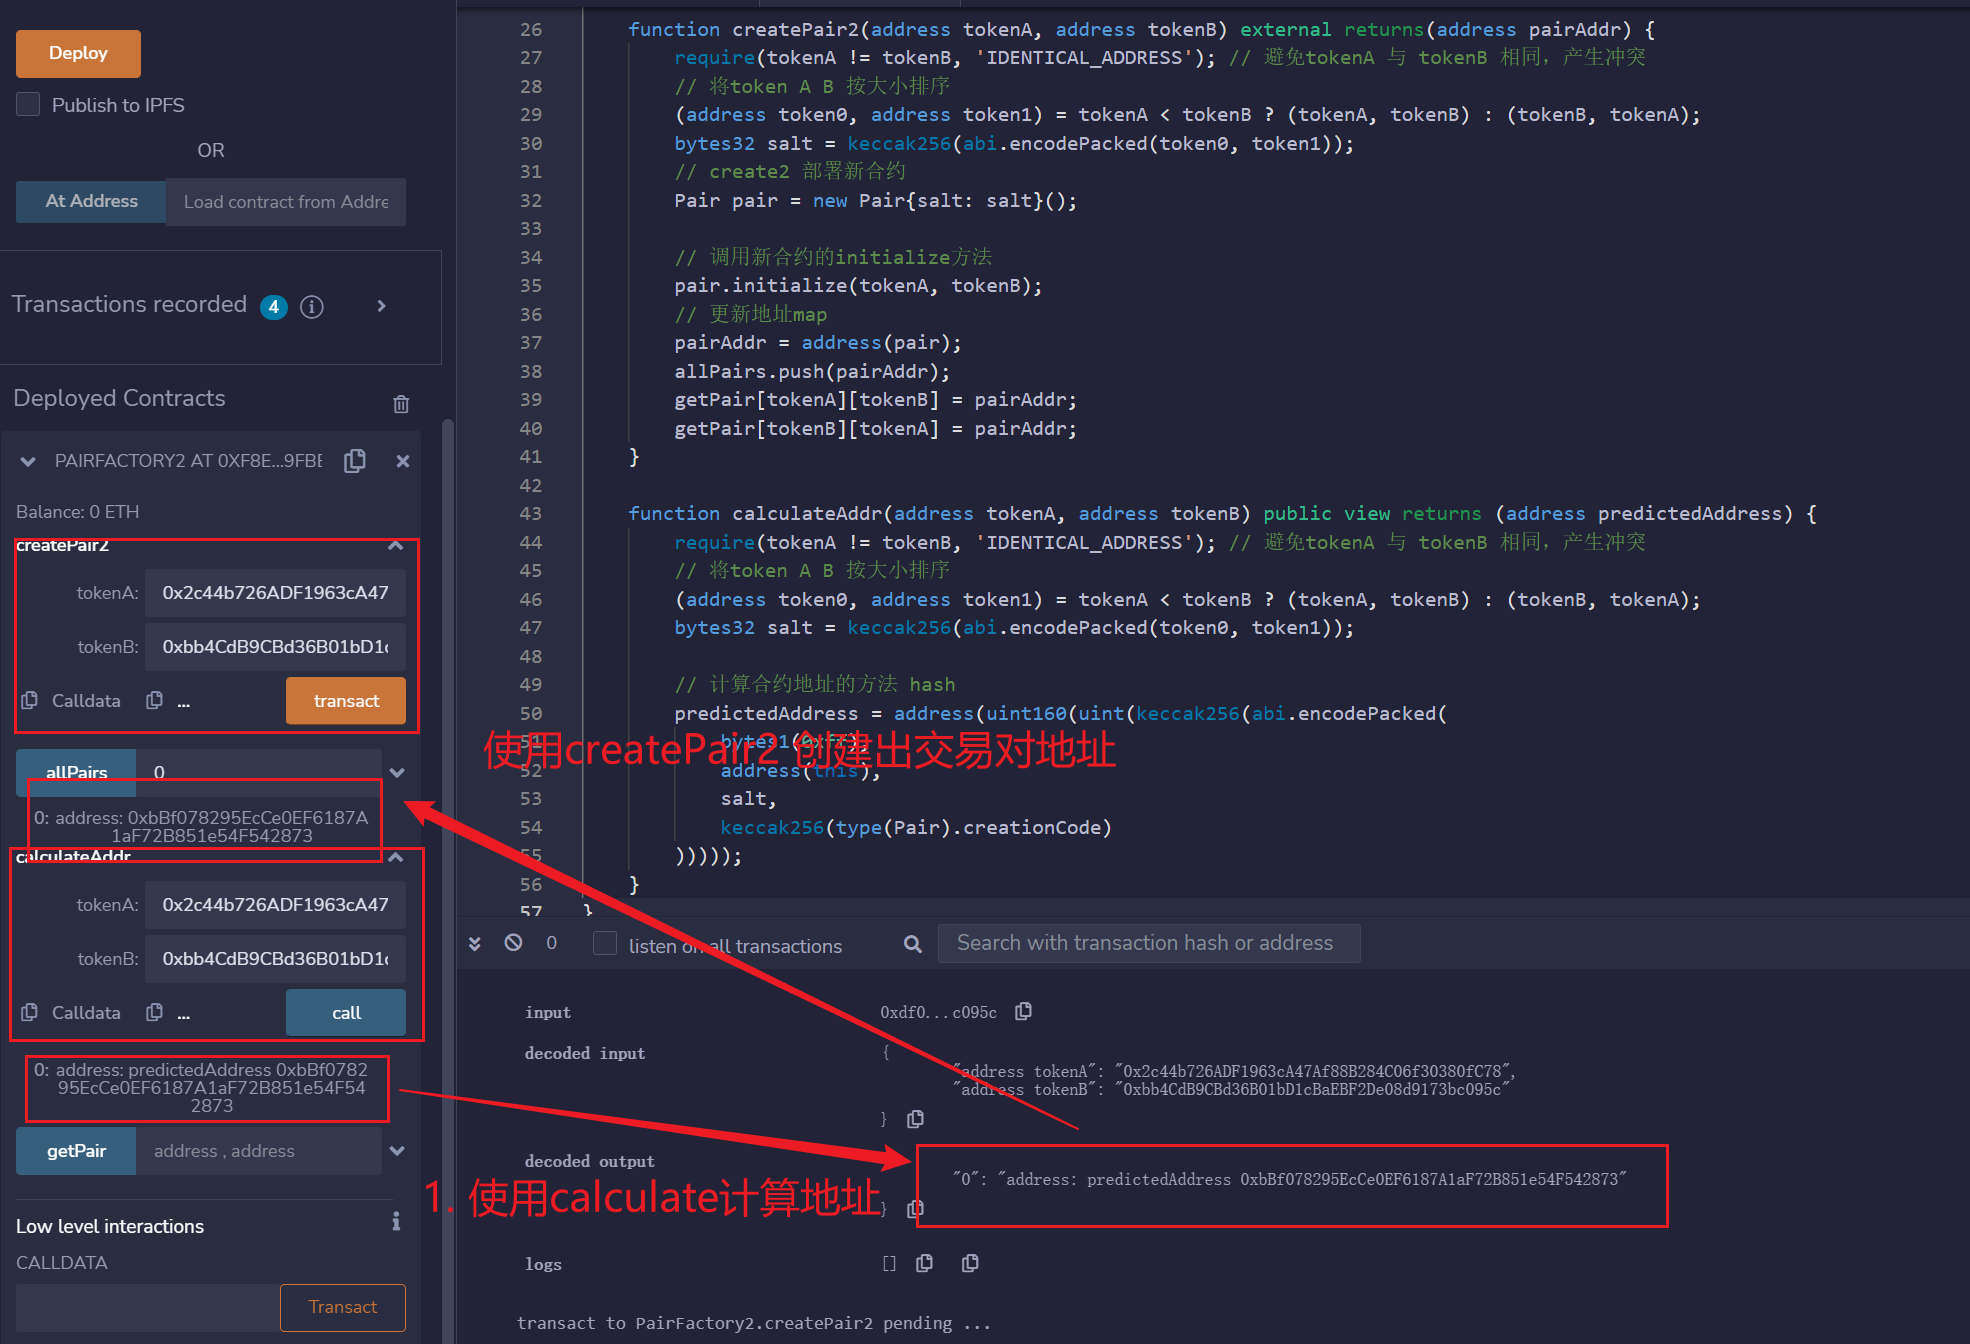 Deploy
Publish to IPFS
OR
At Address
Load contract from Addre
Transactions recorded 4
Deployed Contracts
PAIRFACTORY2 AT 0XF8E...9FBE
Balance: 0 ETH
createPair2
tokenA: 0x2c44b726ADF1963cA47
tokenB: 0xbb4CdB9CBd36B01bD1c
Calldata ... transact
allPairs 0
0: address: 0xbBf078295EcCe0EF6187A
1aF72B851e54F542873
calculateAddr
tokenA: 0x2c44b726ADF1963cA47
tokenB: 0xbb4CdB9CBd36B01bD1c
Calldata ... call
0: address: predictedAddress 0xbBf0782
95EcCe0EF6187A1aF72B851e54F54
2873
getPair address , address
Low level interactions
CALLDATA
Transact
26 function createPair2(address tokenA, address tokenB) external returns(address pairAddr) {
27 require(tokenA != tokenB, 'IDENTICAL_ADDRESS'); // 避免tokenA 与 tokenB 相同，产生冲突
28 // 将token A B 按大小排序
29 (address token0, address token1) = tokenA < tokenB ? (tokenA, tokenB) : (tokenB, tokenA);
30 bytes32 salt = keccak256(abi.encodePacked(token0, token1));
31 // create2 部署新合约
32 Pair pair = new Pair{salt: salt}();
33
34 // 调用新合约的initialize方法
35 pair.initialize(tokenA, tokenB);
36 // 更新地址map
37 pairAddr = address(pair);
38 allPairs.push(pairAddr);
39 getPair[tokenA][tokenB] = pairAddr;
40 getPair[tokenB][tokenA] = pairAddr;
41 }
42
43 function calculateAddr(address tokenA, address tokenB) public view returns (address predictedAddress) {
44 require(tokenA != tokenB, 'IDENTICAL_ADDRESS'); // 避免tokenA 与 tokenB 相同，产生冲突
45 // 将token A B 按大小排序
46 (address token0, address token1) = tokenA < tokenB ? (tokenA, tokenB) : (tokenB, tokenA);
47 bytes32 salt = keccak256(abi.encodePacked(token0, token1));
48
49 // 计算合约地址的方法 hash
50 predictedAddress = address(uint160(uint(keccak256(abi.encodePacked(
51 bytes1(0xff),
使用createPair2 创建出交易对地址
52 address(this),
53 salt,
54 keccak256(type(Pair).creationCode)
55 )))));
56 }
57 }
0 listen on all transactions Search with transaction hash or address
input 0xdf0...c095c
decoded input {
"address tokenA": "0x2c44b726ADF1963cA47Af88B284C06f30380fC78",
"address tokenB": "0xbb4CdB9CBd36B01bD1cBaEBF2De08d9173bc095c"
}
decoded output
"0": "address: predictedAddress 0xbBf078295EcCe0EF6187A1aF72B851e54F542873"
}
1. 使用calculate计算地址
logs []
transact to PairFactory2.createPair2 pending ...